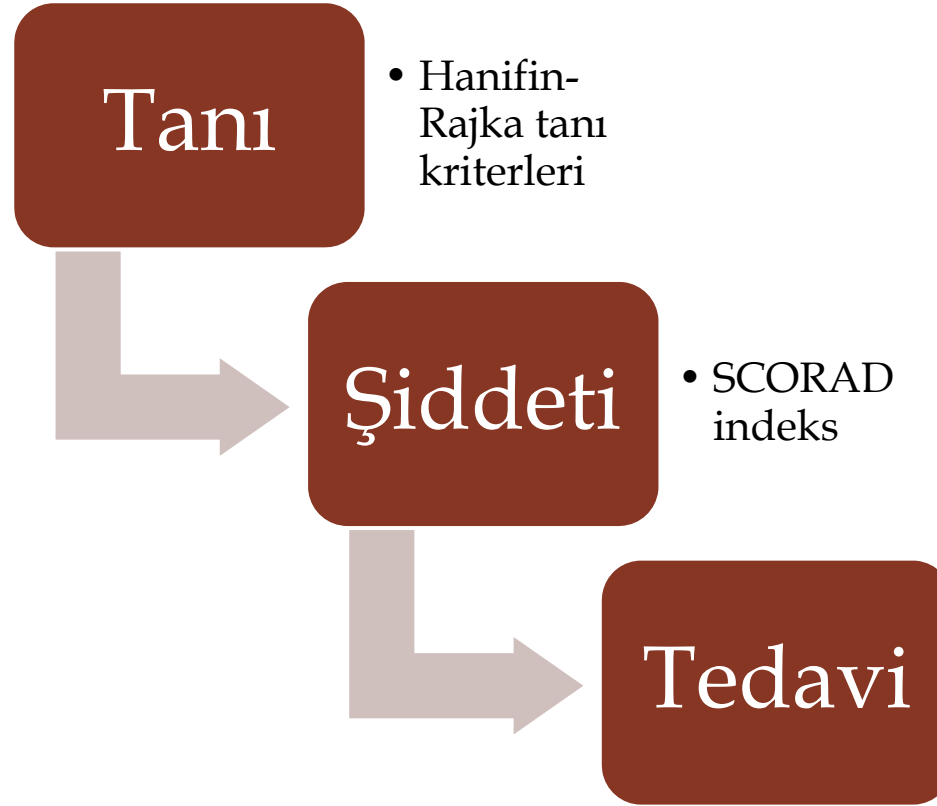 Tanı
• Hanifin-
Rajka tanı
kriterleri
Şiddeti
• SCORAD
indeks
Tedavi